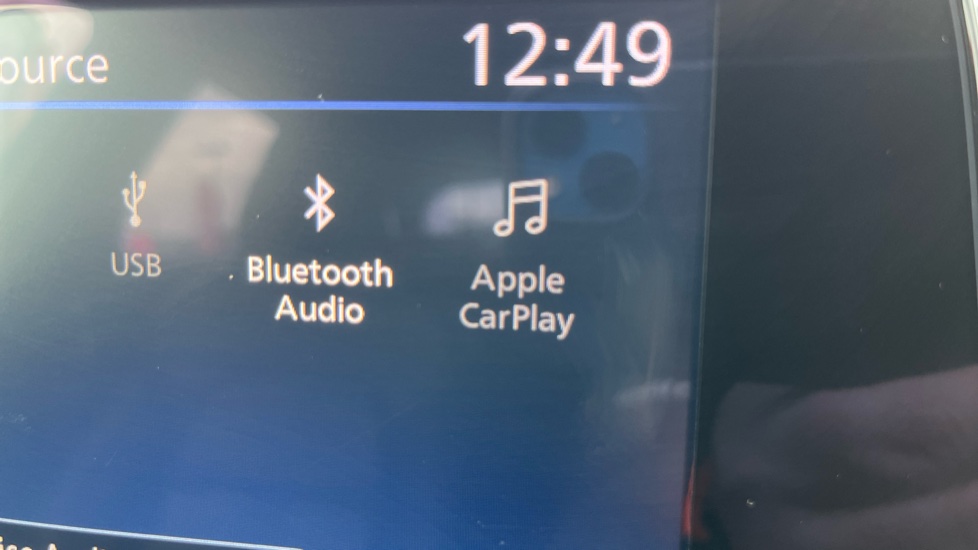 ource
12:49
USB
Bluetooth
Audio
Apple
CarPlay